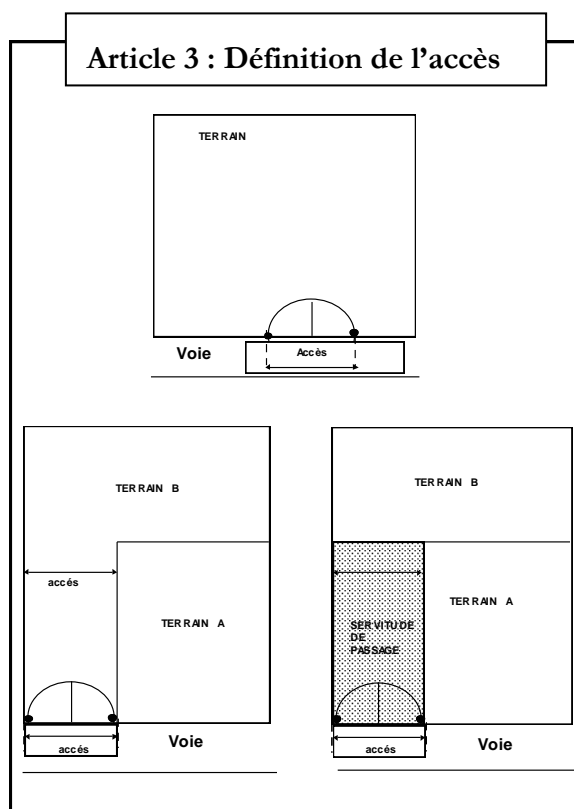 Article 3 : Définition de l’accès
TERRAIN
Voie
Accès
TERRAIN B
accés
TERRAIN A
accés
Voie
TERRAIN B
TERRAIN A
SERVITUDE
DE
PASSAGE
accés
Voie